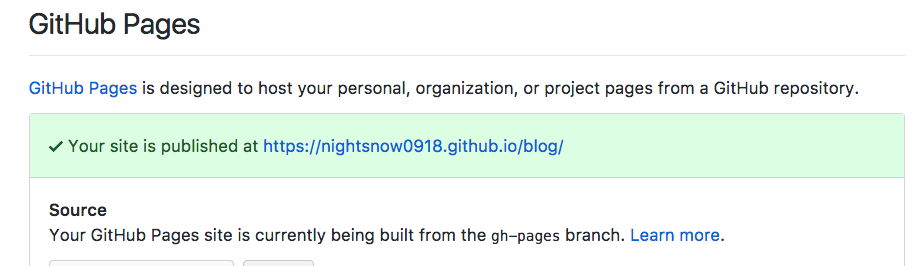 GitHub Pages
GitHub Pages is designed to host your personal, organization, or project pages from a GitHub repository.
Your site is published at https://nightsnow0918.github.io/blog/
Source
Your GitHub Pages site is currently being built from the gh-pages branch. Learn more.